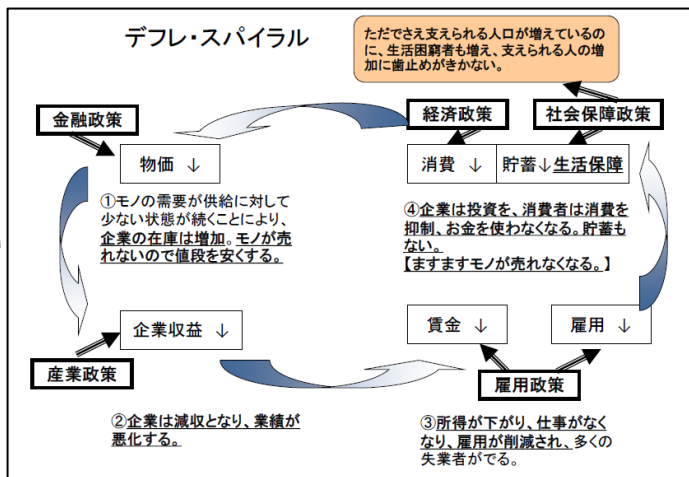 デフレ・スパイラル
ただでさえ支えられる人口が増えているの
に、生活困窮者も増え、支えられる人の増
加に歯止めがきかない。
金融政策
経済政策
社会保障政策
物価 ↓
消費 ↓
貯蓄↓生活保障
①モノの需要が供給に対して
少ない状態が続くことにより、
企業の在庫は増加。モノが売
れないので値段を安くする。
④企業は投資を、消費者は消費を
抑制、お金を使わなくなる。貯蓄も
ない。
【ますますモノが売れなくなる。】
企業収益 ↓
賃金 ↓
雇用 ↓
産業政策
雇用政策
②企業は減収となり、業績が
悪化する。
③所得が下がり、仕事がなく
なり、雇用が削減され、多くの
失業者がでる。